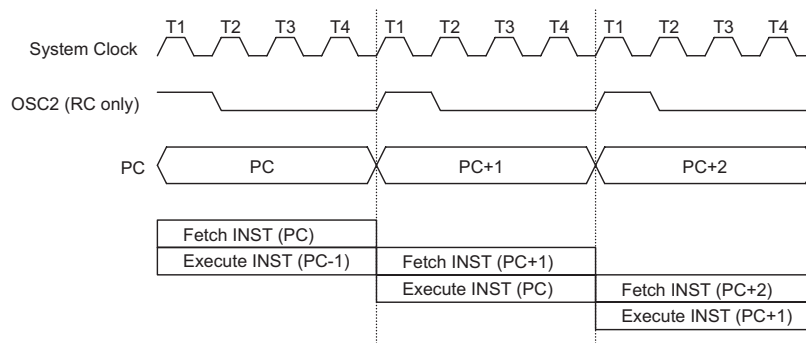 T1 T2 T3 T4 T1 T2 T3 T4 T1 T2 T3 T4
System Clock
OSC2 (RC only)
PC PC PC+1 PC+2
Fetch INST (PC)
Execute INST (PC-1) Fetch INST (PC+1)
Execute INST (PC) Fetch INST (PC+2)
Execute INST (PC+1)